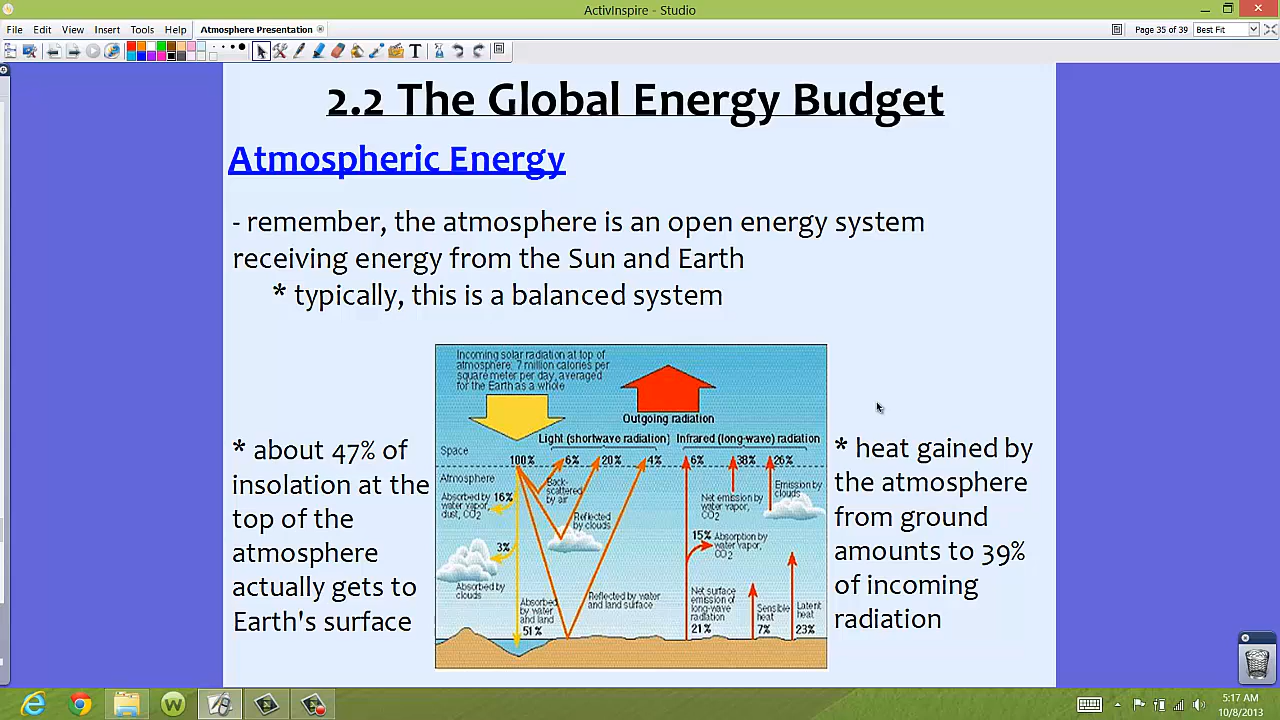 ActivInspire - Studio
File Edit View Insert Tools Help Atmosphere Presentation
Page 35 of 39 Best Fit
2.2 The Global Energy Budget
Atmospheric Energy
- remember, the atmosphere is an open energy system
receiving energy from the Sun and Earth
* typically, this is a balanced system
* about 47% of
insolation at the
top of the
atmosphere
actually gets to
Earth's surface
Incoming solar radiation at top of
atmosphere: 7 million calories per
square meter per day, averaged
for the Earth as a whole
Outgoing radiation
Light (shortwave radiation) Infrared (long-wave) radiation
Space
100% 6% 20% 4% 6% 38% 26%
Atmosphere
Absorbed by
water vapor,
dust, CO2
16%
Back-
scattered
by air
Reflected
by clouds
Net emission by
water vapor,
CO2
Emission by
clouds
3%
Absorbed by
clouds
15% Absorption by
water vapor,
CO2
Absorbed
by water
and land
51%
Reflected by water
and land surface
Net surface
emission of
long-wave
radiation
21%
Sensible
heat
7%
Latent
heat
23%
* heat gained by
the atmosphere
from ground
amounts to 39%
of incoming
radiation
5:17 AM
10/8/2013